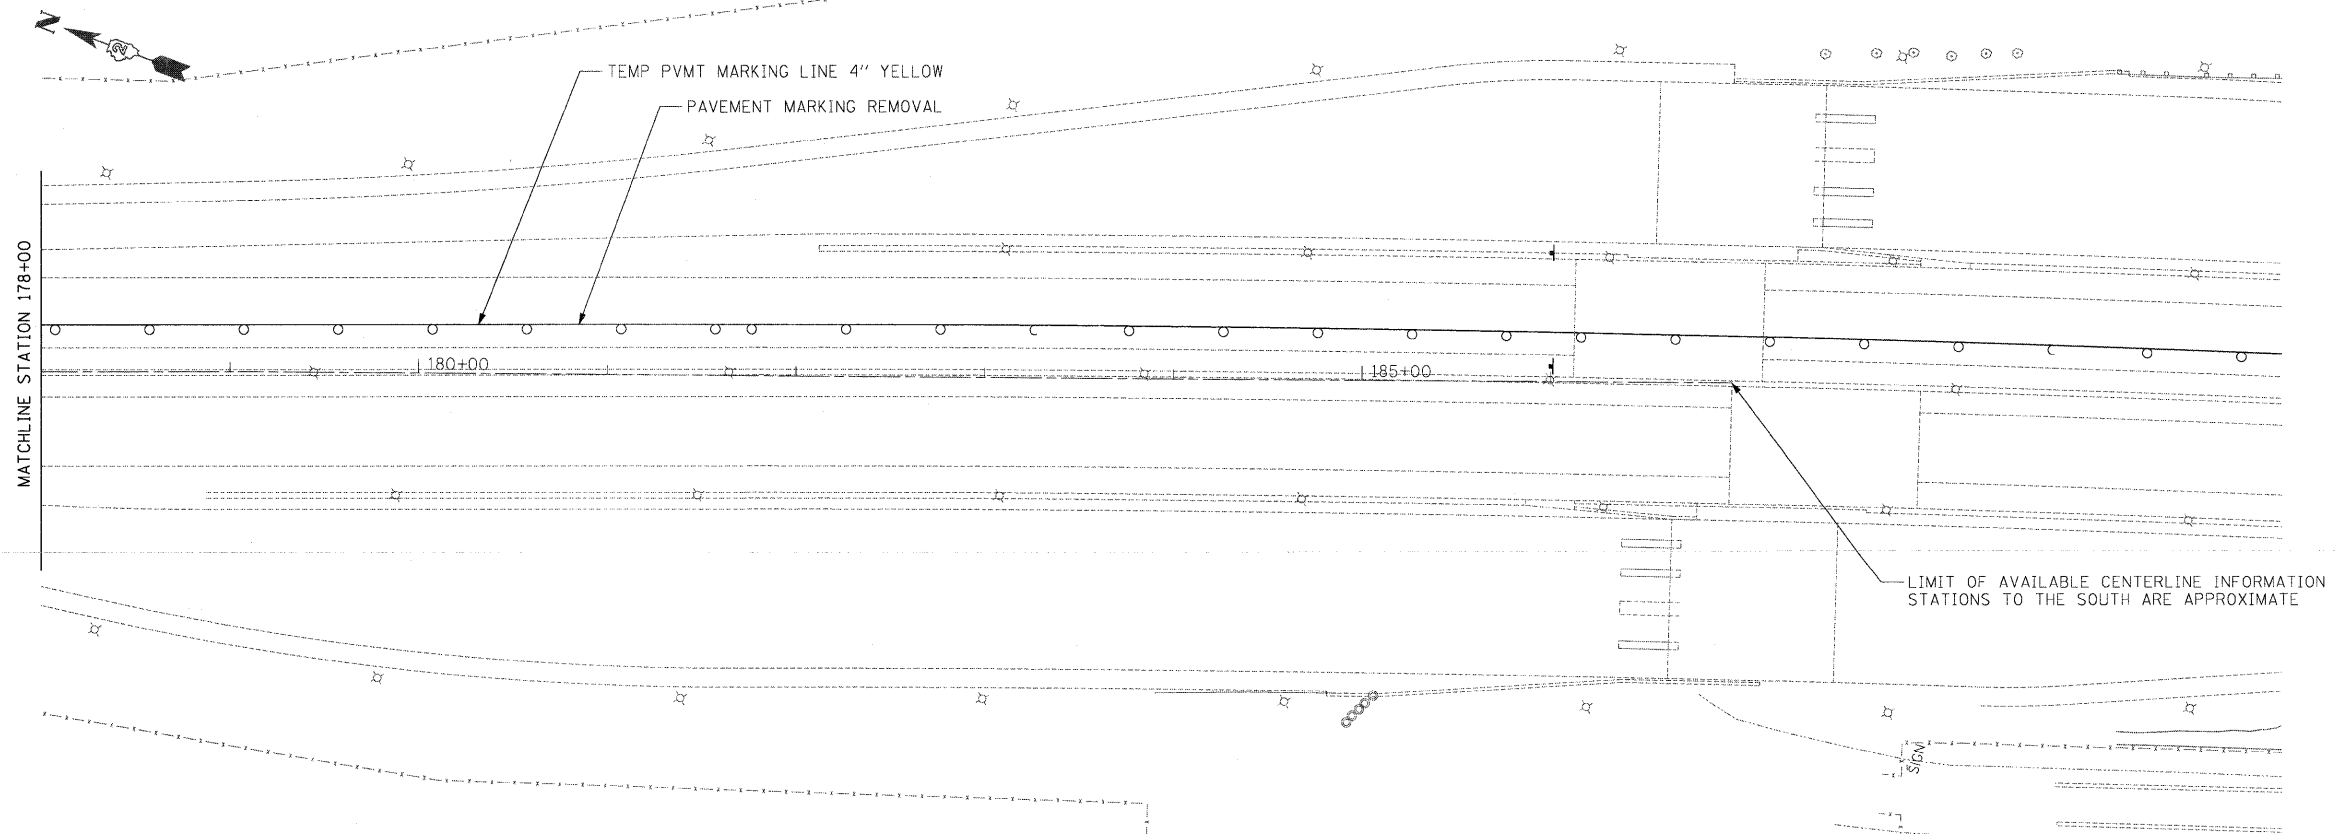 N
2
TEMP PVMT MARKING LINE 4" YELLOW
PAVEMENT MARKING REMOVAL
MATCHLINE STATION 178+00
180+00
185+00
LIMIT OF AVAILABLE CENTERLINE INFORMATION
STATIONS TO THE SOUTH ARE APPROXIMATE
SIGN